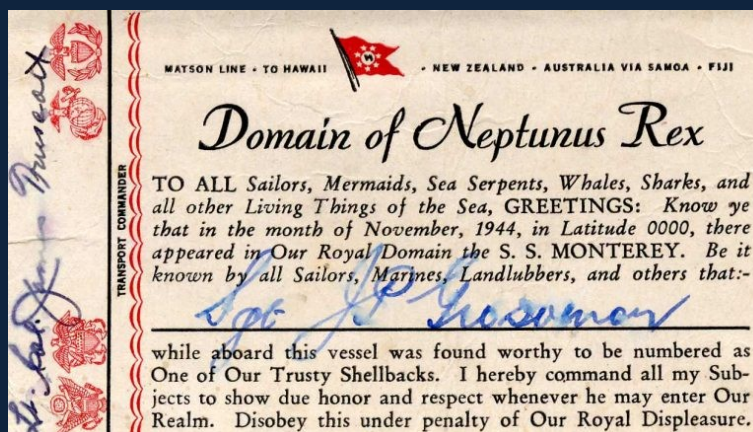 MATSON LINE - TO HAWAII - NEW ZEALAND - AUSTRALIA VIA SAMOA - FIJI
Domain of Neptunus Rex
TO ALL Sailors, Mermaids, Sea Serpents, Whales, Sharks, and
all other Living Things of the Sea, GREETINGS: Know ye
that in the month of November, 1944, in Latitude 0000, there
appeared in Our Royal Domain the S. S. MONTEREY. Be it
known by all Sailors, Marines, Landlubbers, and others that:-
Sgt J P
while aboard this vessel was found worthy to be numbered as
One of Our Trusty Shellbacks. I hereby command all my Sub-
jects to show due honor and respect whenever he may enter Our
Realm. Disobey this under penalty of Our Royal Displeasure.
TRANSPORT COMMANDER
James Truscott